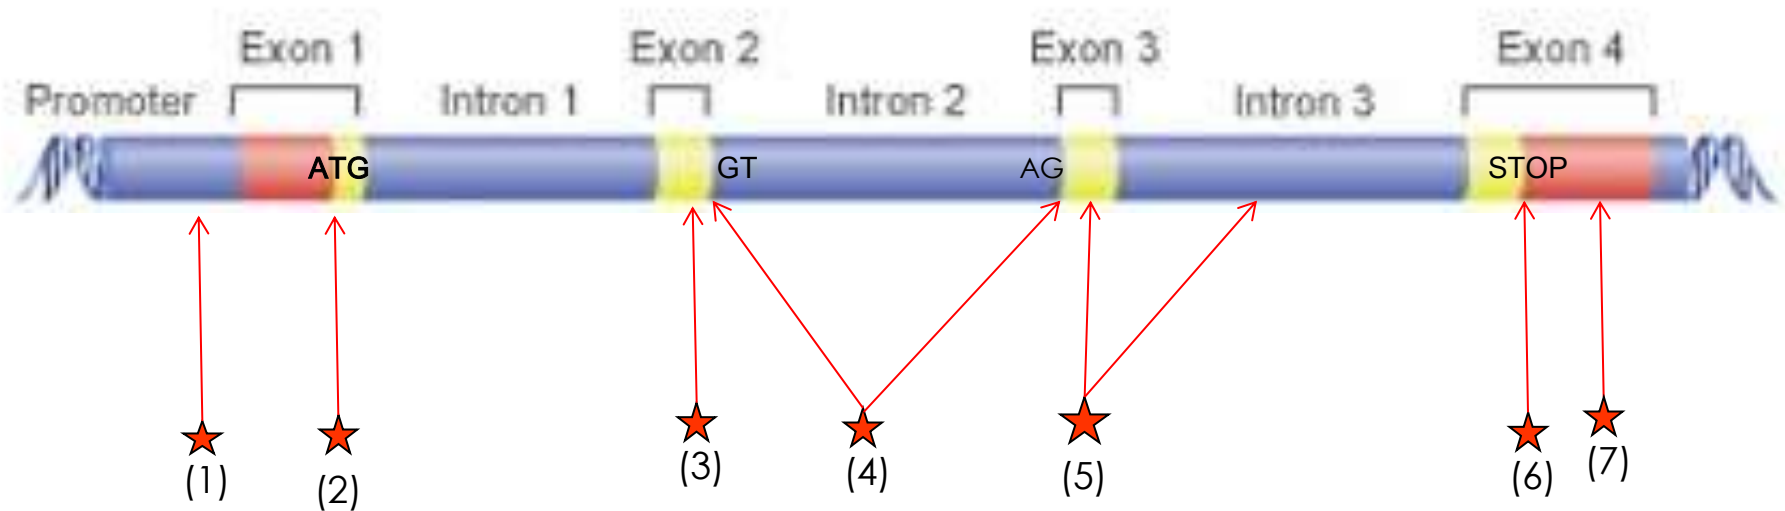 Exon 1 Exon 2 Exon 3 Exon 4
Promoter Intron 1 Intron 2 Intron 3
ATG GT AG STOP
(1) (2) (3) (4) (5) (6) (7)